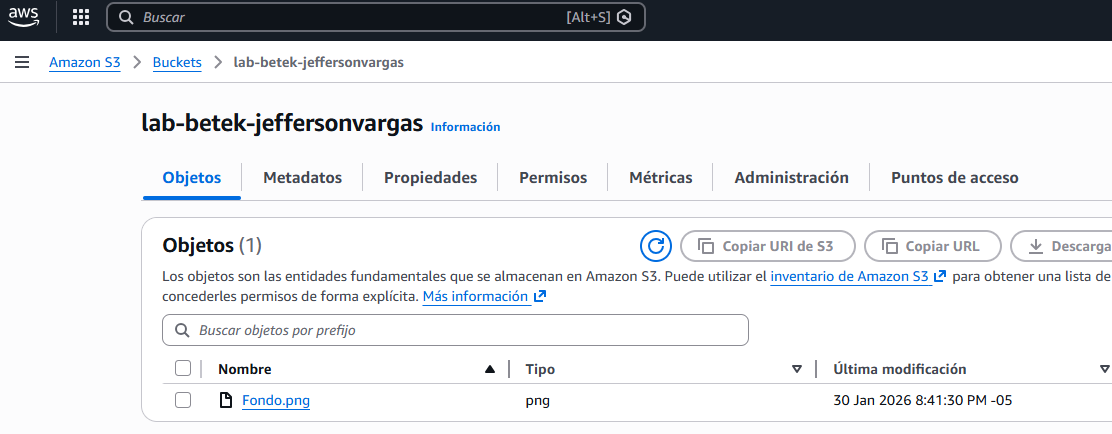 aws
Buscar [Alt+S]
Amazon S3 > Buckets > lab-betek-jeffersonvargas
lab-betek-jeffersonvargas Información
Objetos Metadatos Propiedades Permisos Métricas Administración Puntos de acceso
Objetos (1) Copiar URI de S3 Copiar URL Descarga
Los objetos son las entidades fundamentales que se almacenan en Amazon S3. Puede utilizar el inventario de Amazon S3 para obtener una lista de
concederles permisos de forma explícita. Más información
Buscar objetos por prefijo
Nombre Tipo Última modificación
Fondo.png png 30 Jan 2026 8:41:30 PM -05